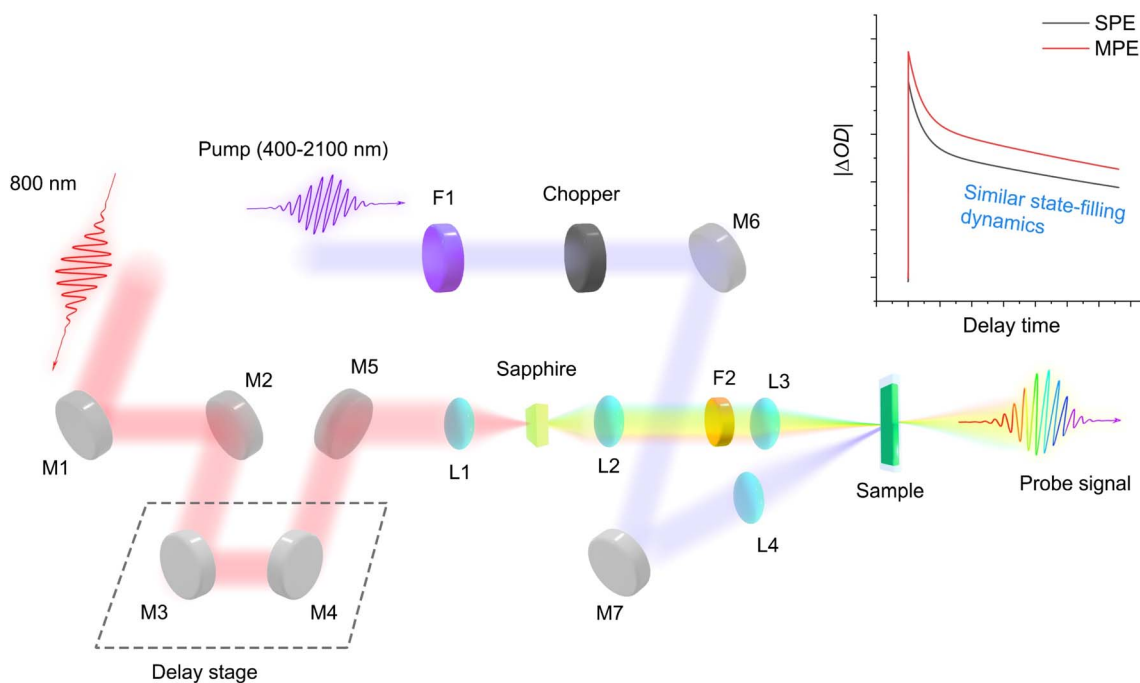 SPE
MPE
|ΔOD|
Similar state-filling
dynamics
Delay time
Pump (400-2100 nm)
800 nm
F1
Chopper
M6
M5
M2
Sapphire
F2
L3
M1
L1
L2
Sample
Probe signal
L4
M3
M4
M7
Delay stage